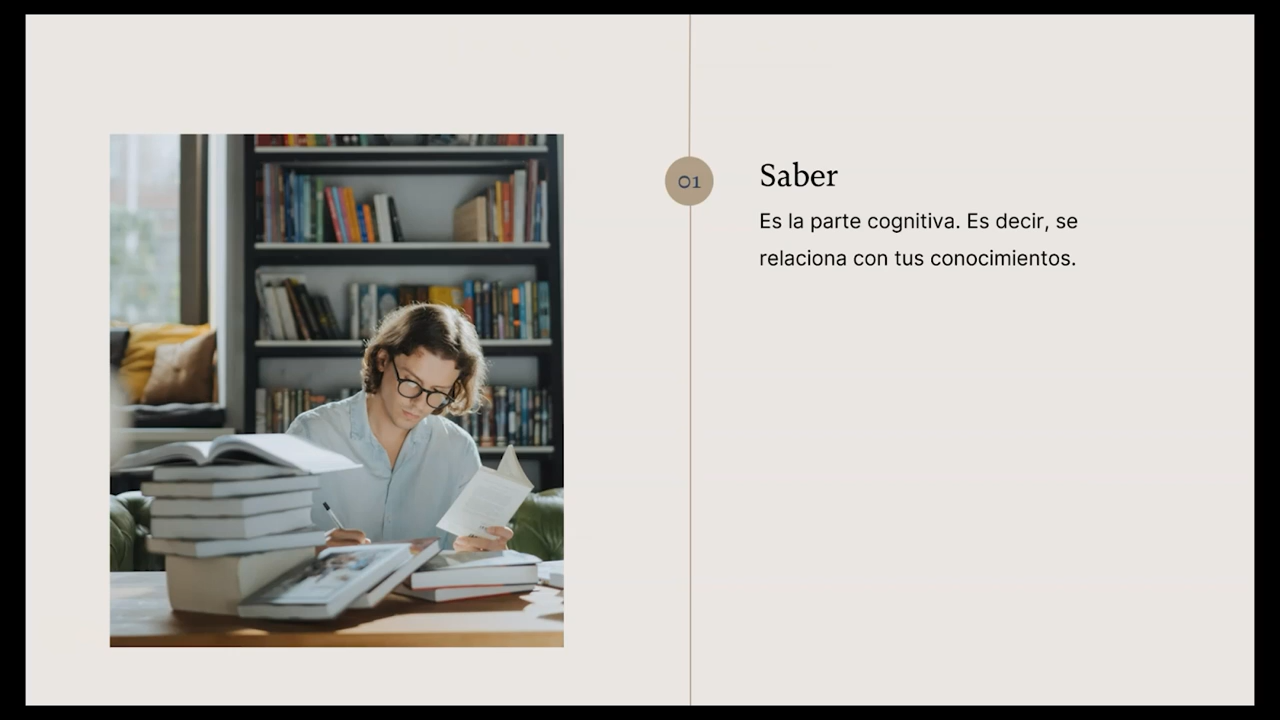 01
Saber
Es la parte cognitiva. Es decir, se
relaciona con tus conocimientos.